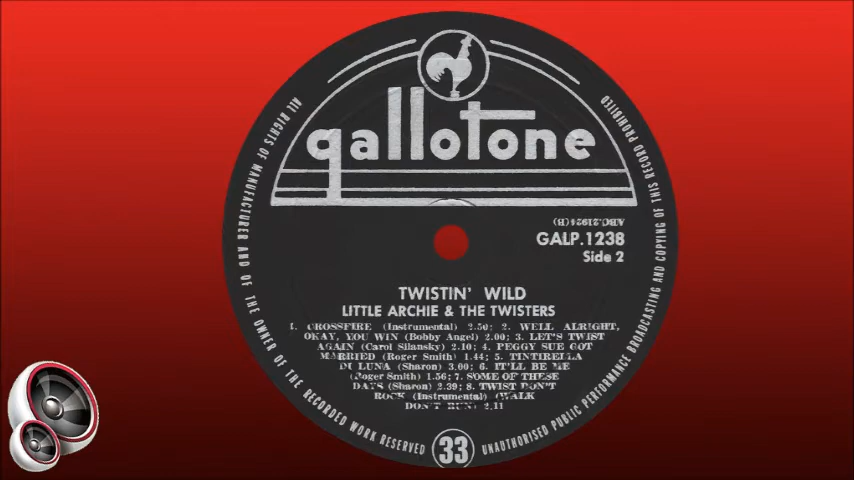 gallotone
ALL RIGHTS OF MANUFACTURER AND OF THE OWNER OF THE RECORDED WORK RESERVED
UNAUTHORISED PUBLIC PERFORMANCE BROADCASTING AND COPYING OF THIS RECORD PROHIBITED
ABC.21924(B)
GALP.1238
Side 2
TWISTIN' WILD
LITTLE ARCHIE & THE TWISTERS
1. CROSSFIRE (Instrumental) 2.50; 2. WELL ALRIGHT,
OKAY, YOU WIN (Bobby Angel) 2.00; 3. LET'S TWIST
AGAIN (Carol Silansky) 2.10; 4. PEGGY SUE GOT
MARRIED (Roger Smith) 1.44; 5. TINTIRELLA
DI LUNA (Sharon) 3.00; 6. IT'LL BE ME
(Roger Smith) 1.56; 7. SOME OF THESE
DAYS (Sharon) 2.39; 8. TWIST DON'T
ROCK (Instrumental) (WALK
DON'T RUN) 2.11
33